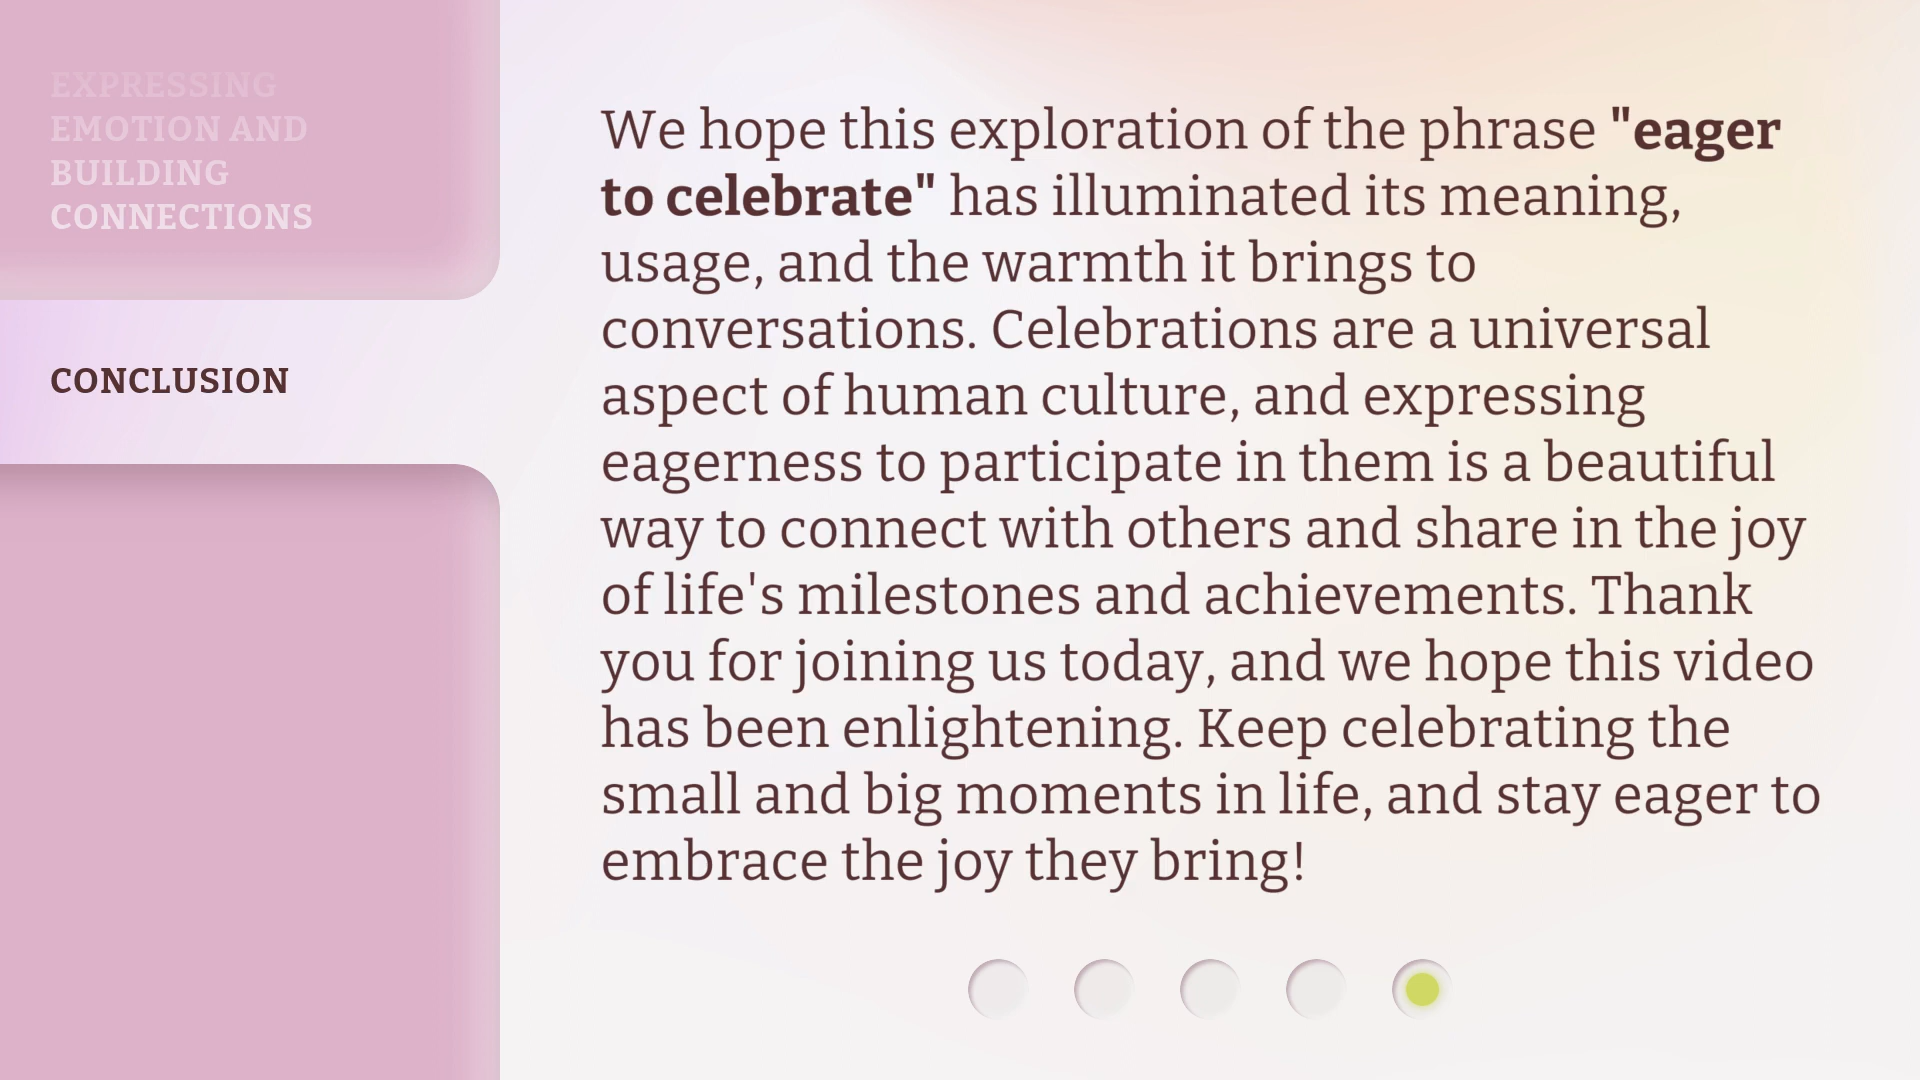 EXPRESSING
EMOTION AND
BUILDING
CONNECTIONS
CONCLUSION
We hope this exploration of the phrase "eager
to celebrate" has illuminated its meaning,
usage, and the warmth it brings to
conversations. Celebrations are a universal
aspect of human culture, and expressing
eagerness to participate in them is a beautiful
way to connect with others and share in the joy
of life's milestones and achievements. Thank
you for joining us today, and we hope this video
has been enlightening. Keep celebrating the
small and big moments in life, and stay eager to
embrace the joy they bring!